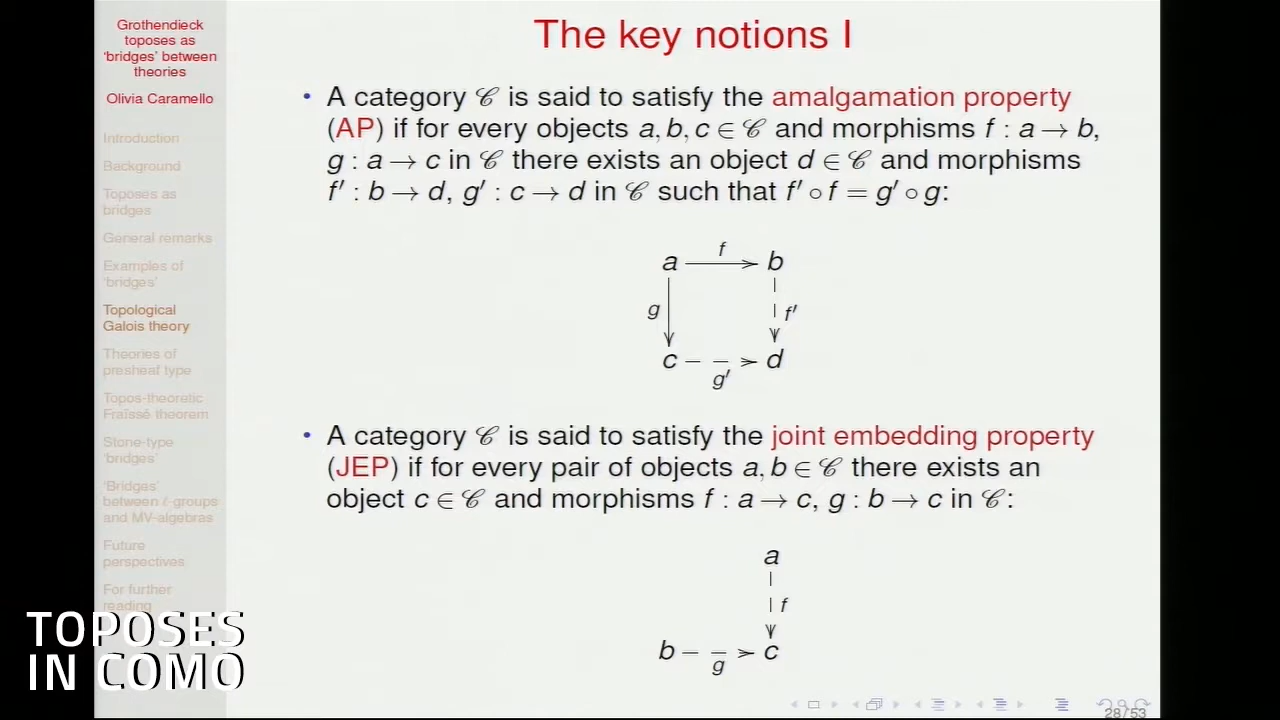 Grothendieck
toposes as
‘bridges’ between
theories
Olivia Caramello
Introduction
Background
Toposes as
bridges
General remarks
Examples of
‘bridges’
Topological
Galois theory
Theories of
presheaf type
Topos-theoretic
Fraïssé theorem
Stone-type
‘bridges’
‘Bridges’
between ℓ-groups
and MV-algebras
Future
perspectives
For further
reading
TOPOSES
IN COMO
The key notions I
• A category 𝒞 is said to satisfy the amalgamation property
(AP) if for every objects a, b, c ∈ 𝒞 and morphisms f : a → b,
g : a → c in 𝒞 there exists an object d ∈ 𝒞 and morphisms
f′ : b → d, g′ : c → d in 𝒞 such that f′ ∘ f = g′ ∘ g:
f
a b
g f′
c d
g′
• A category 𝒞 is said to satisfy the joint embedding property
(JEP) if for every pair of objects a, b ∈ 𝒞 there exists an
object c ∈ 𝒞 and morphisms f : a → c, g : b → c in 𝒞:
a
f
b c
g
28/53